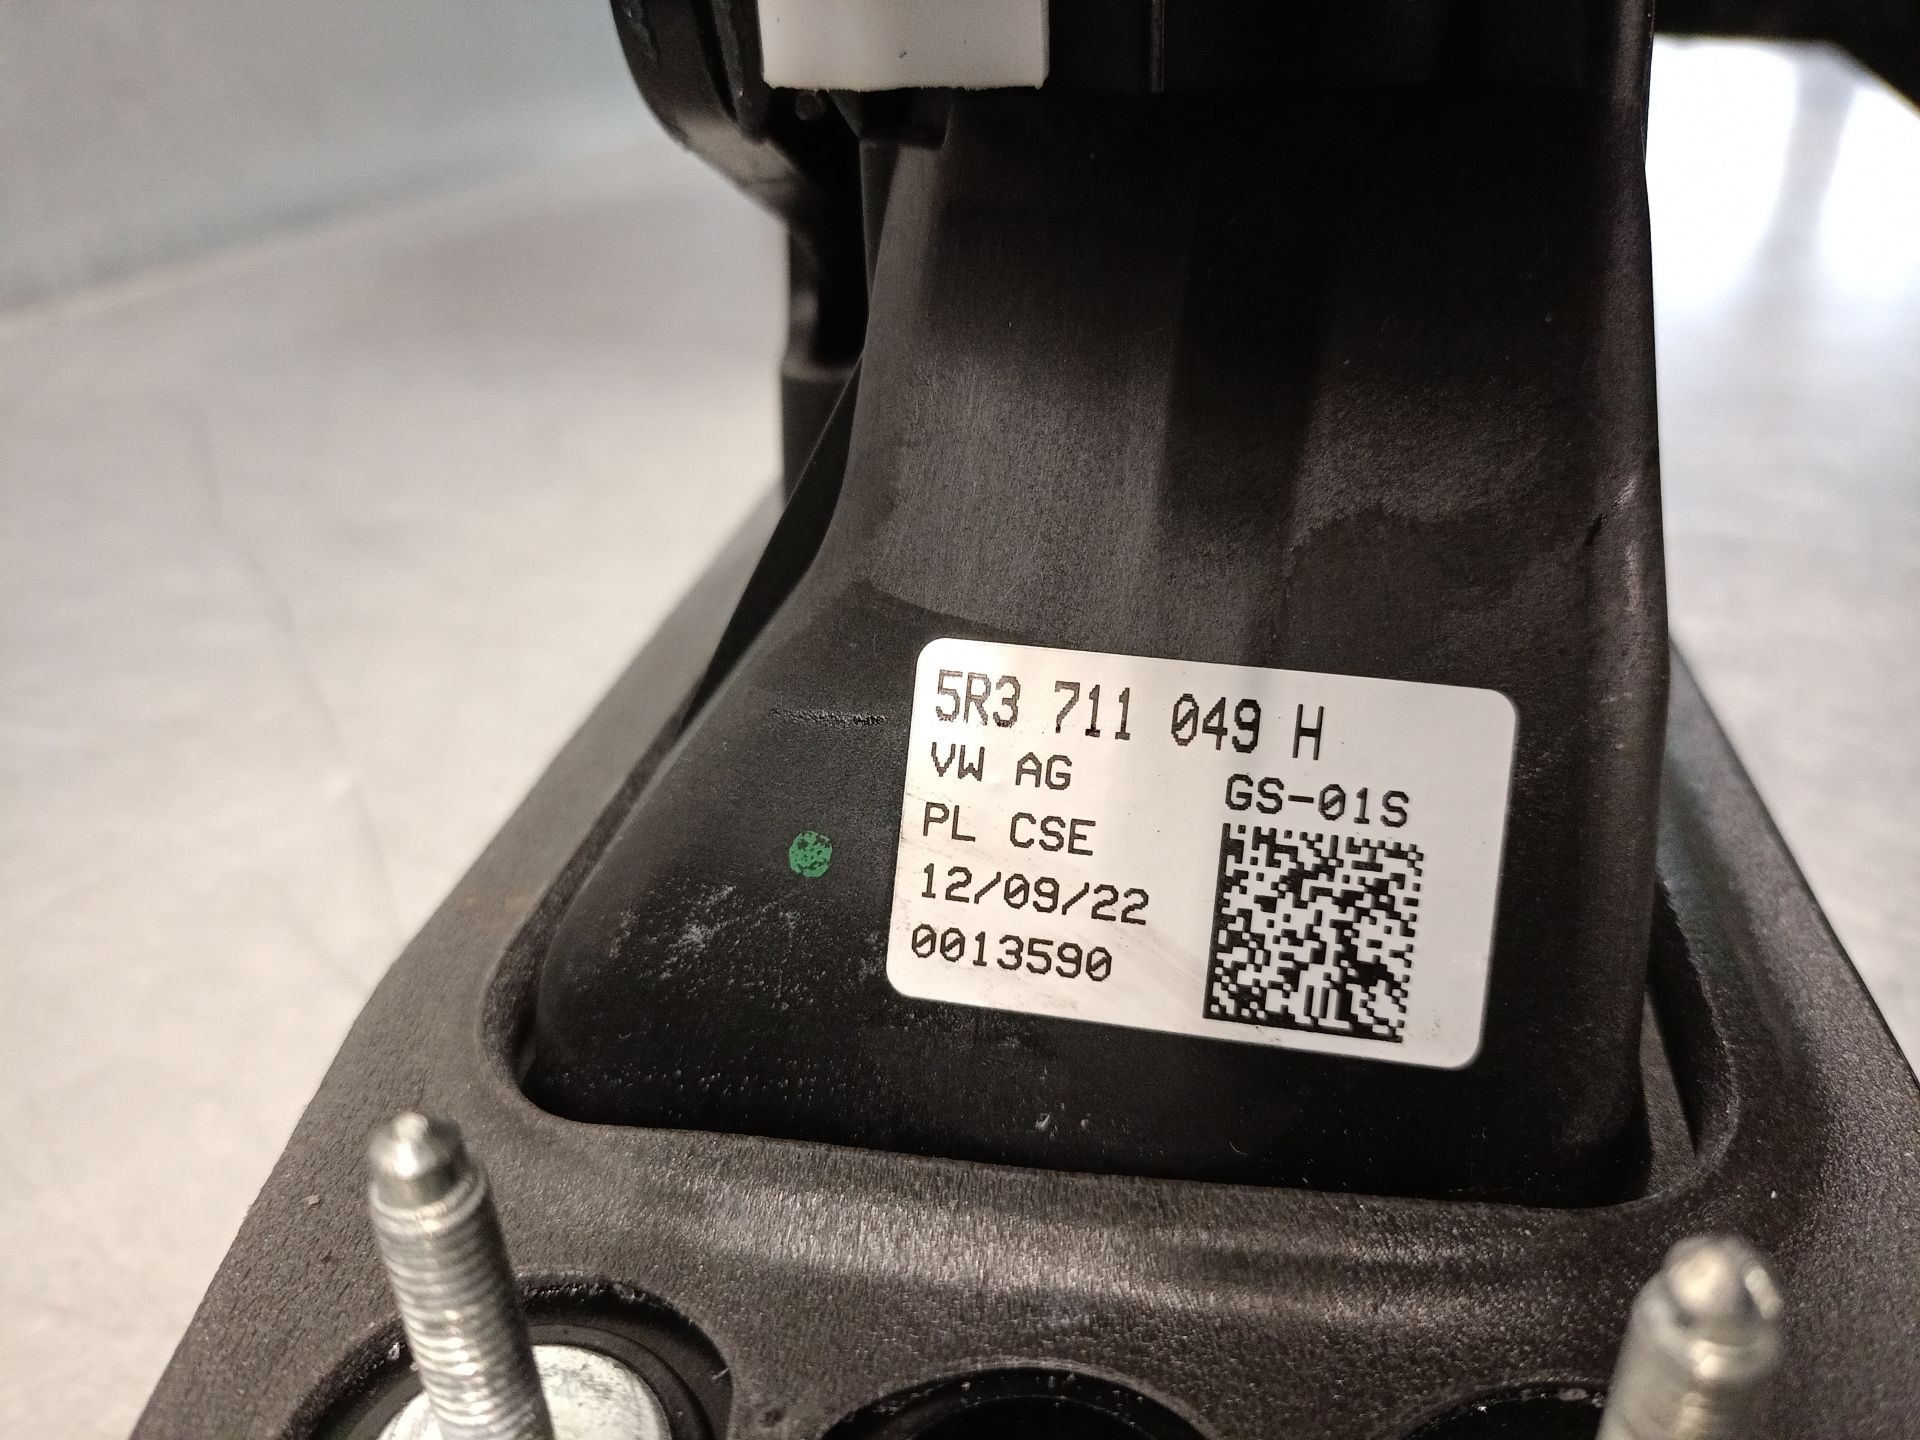 5R3 711 049 H
VW AG
GS-01S
PL CSE
12/09/22
0013590